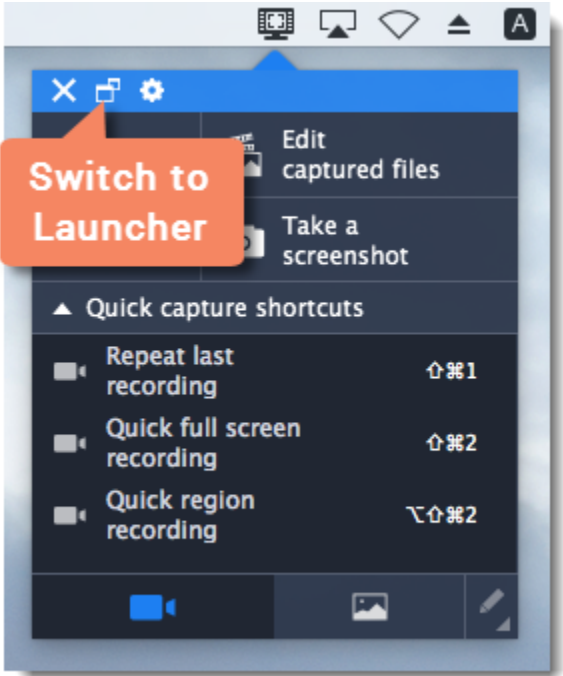 A
Switch to
Launcher
Edit
captured files
Take a
screenshot
Quick capture shortcuts
Repeat last
recording
⇧⌘1
Quick full screen
recording
⇧⌘2
Quick region
recording
⌥⇧⌘2